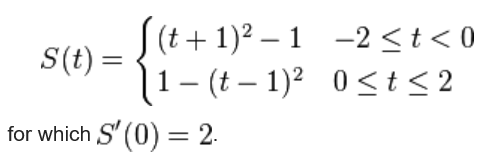 S(t) = { (t + 1)² − 1   −2 ≤ t < 0
1 − (t − 1)²   0 ≤ t ≤ 2
for which S′(0) = 2.